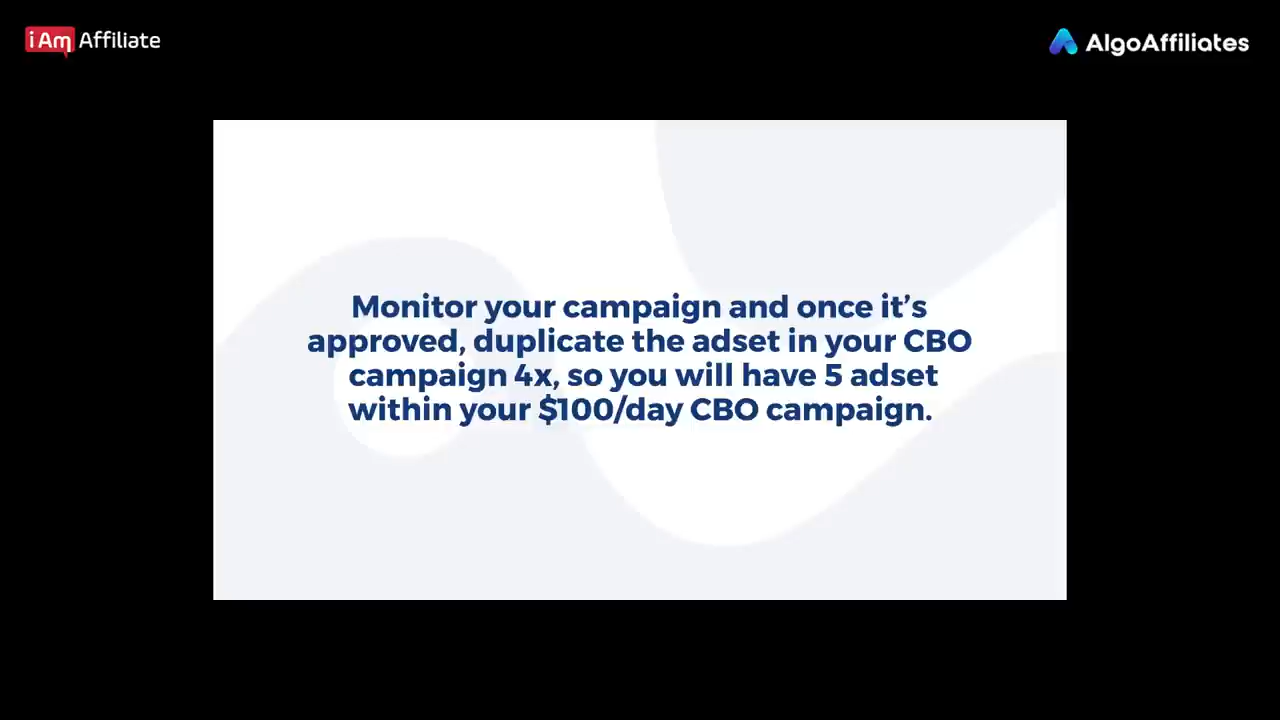 i Am Affiliate
AlgoAffiliates
Monitor your campaign and once it’s
approved, duplicate the adset in your CBO
campaign 4x, so you will have 5 adset
within your $100/day CBO campaign.